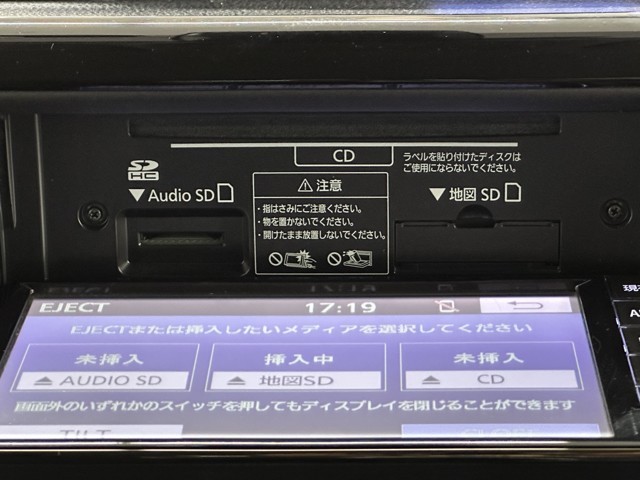 CD
ラベルを貼り付けたディスクは
ご使用にならないでください。
SD
HC
▼Audio SD
⚠注意
・指はさみにご注意ください。
・物を置かないでください。
・開けたまま放置しないでください。
▼地図 SD
EJECT
17:19
EJECTまたは挿入したいメディアを選択してください
未挿入
⏏ AUDIO SD
挿入中
⏏ 地図SD
未挿入
⏏ CD
画面外のいずれかのスイッチを押してもディスプレイを閉じることができます
TILT